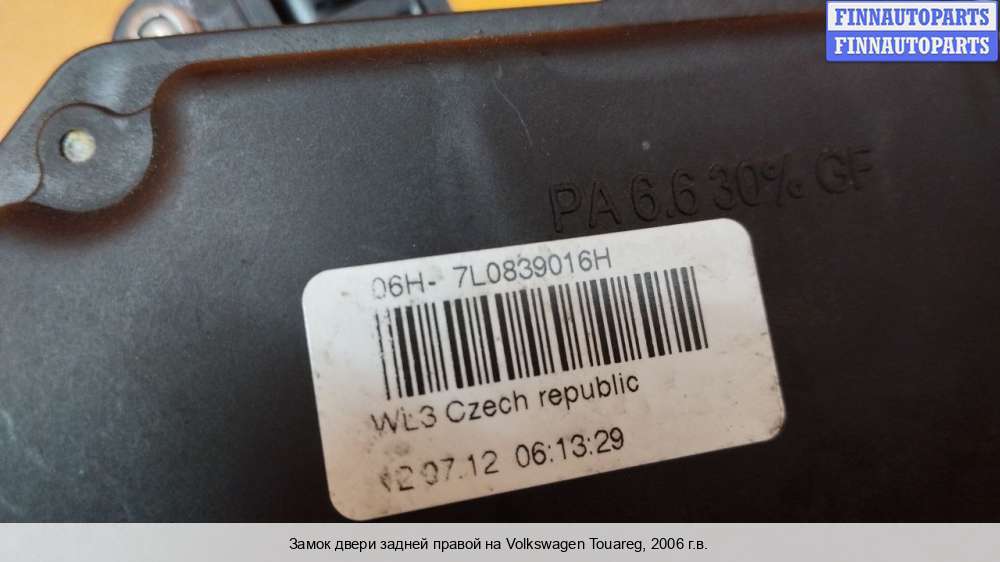 FINNAUTOPARTS
FINNAUTOPARTS
PA 6.6 30% GF
06H- 7L0839016H
WL3 Czech republic
12 07.12 06:13:29
Замок двери задней правой на Volkswagen Touareg, 2006 г.в.